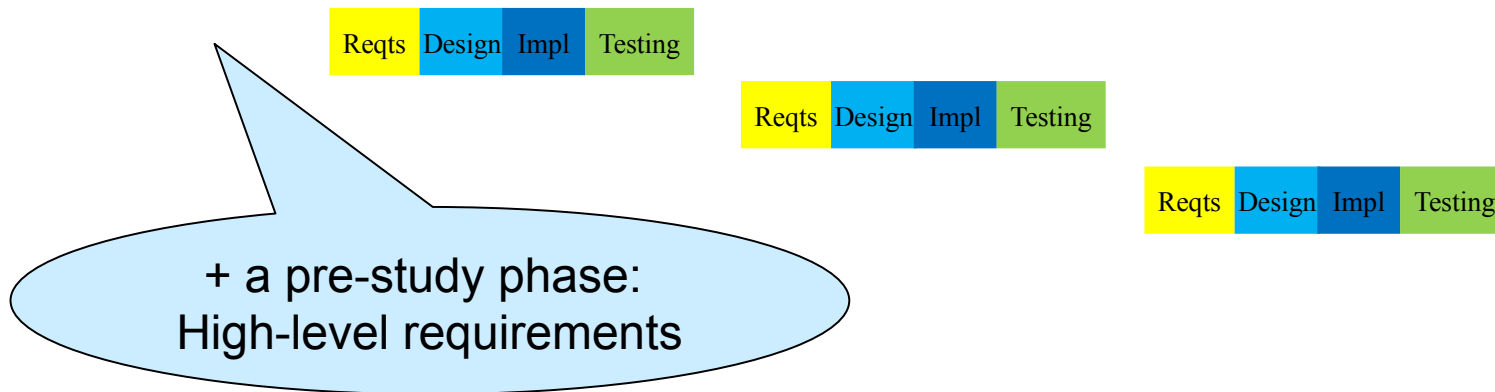 Reqts Design Impl Testing
Reqts Design Impl Testing
Reqts Design Impl Testing
+ a pre-study phase:
High-level requirements